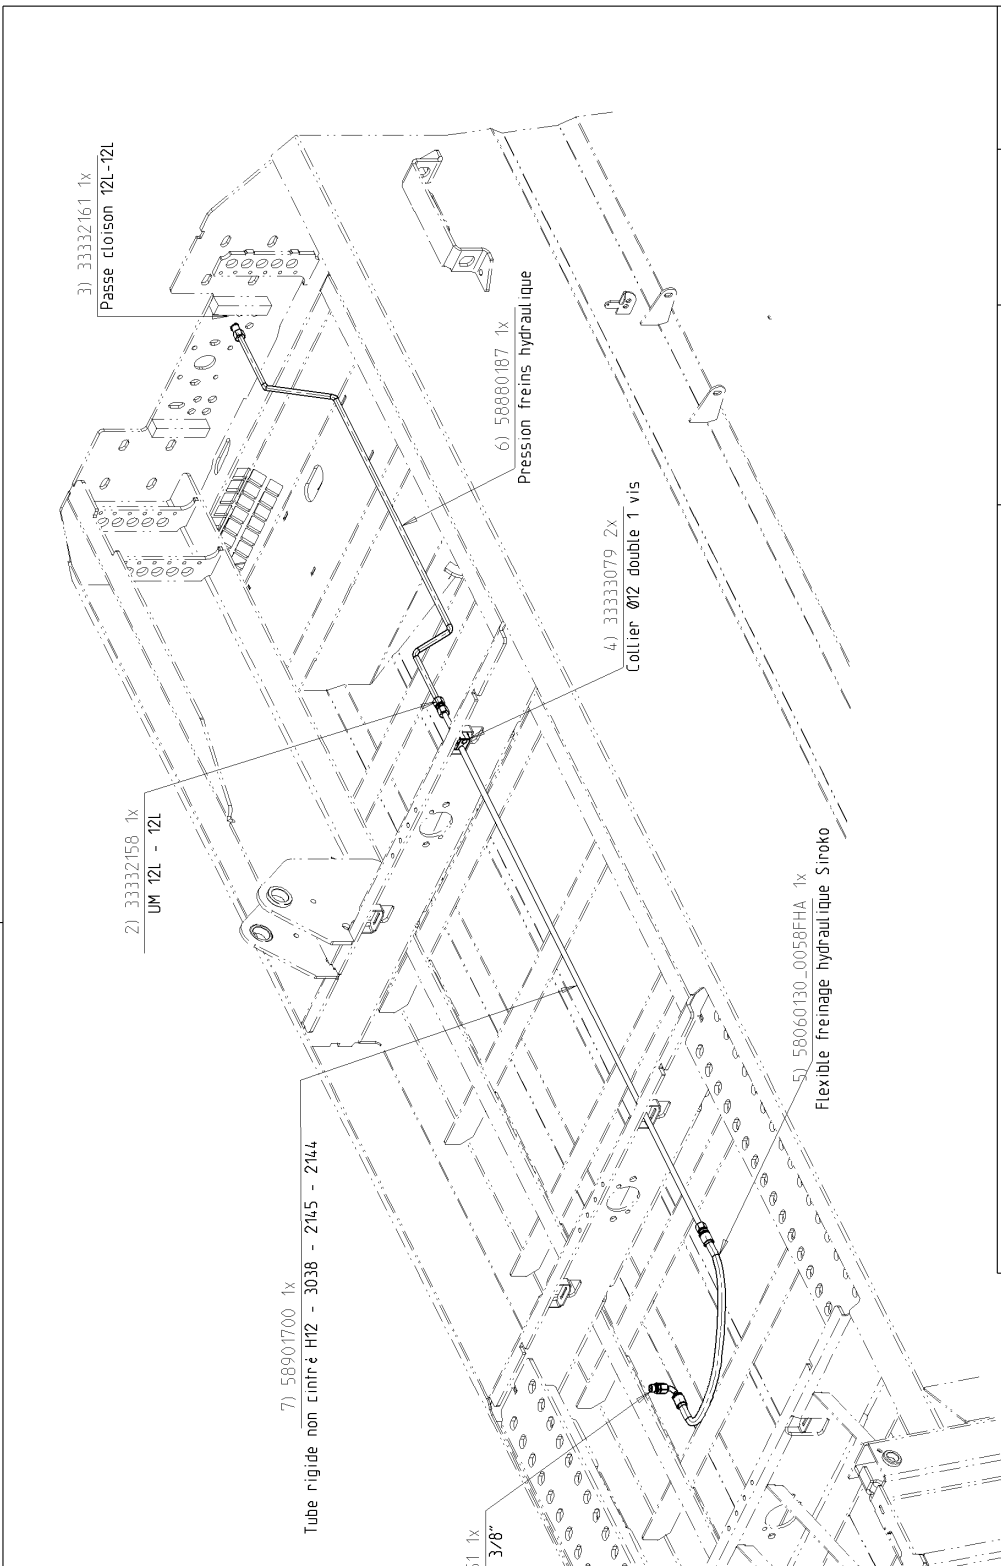 3) 33332161 1x
Passe cloison 12L-12L
6) 58880187 1x
Pression freins hydraulique
4) 33333079 2x
Collier Ø12 double 1 vis
2) 33332158 1x
UM 12L - 12L
5) 58060130_0058FHA 1x
Flexible freinage hydraulique Siroko
7) 58901700 1x
Tube rigide non cintré H12 - 3038 - 2145 - 2144
61 1x
3/8"